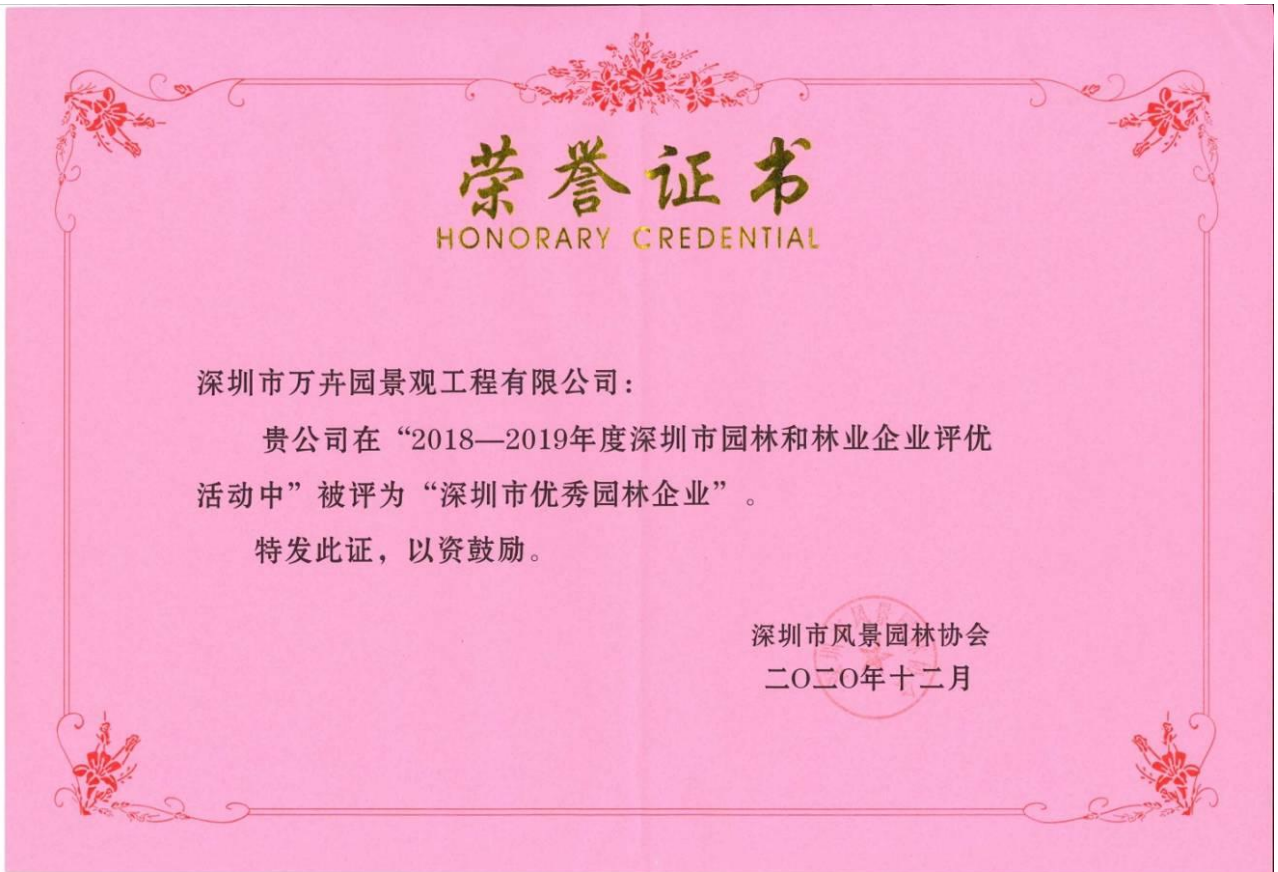 荣誉证书
HONORARY CREDENTIAL
深圳市万卉园景观工程有限公司：
贵公司在“2018—2019年度深圳市园林和林业企业评优
活动中”被评为“深圳市优秀园林企业”。
特发此证，以资鼓励。
深圳市风景园林协会
二〇二〇年十二月